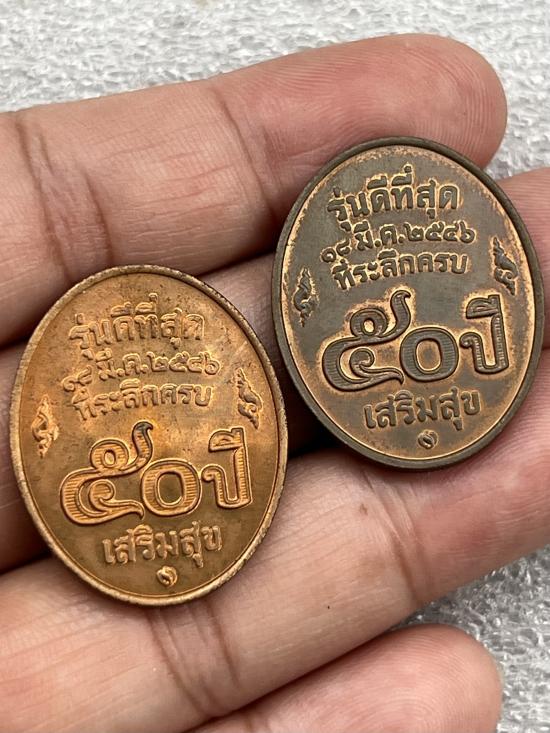 รุ่นดีที่สุด
๑๘ มี.ค.๒๕๔๖
ที่ระลึกครบ
๕๐ปี
เสริมสุข
๑
รุ่นดีที่สุด
๑๘ มี.ค.๒๕๔๖
ที่ระลึกครบ
๕๐ปี
เสริมสุข
๑